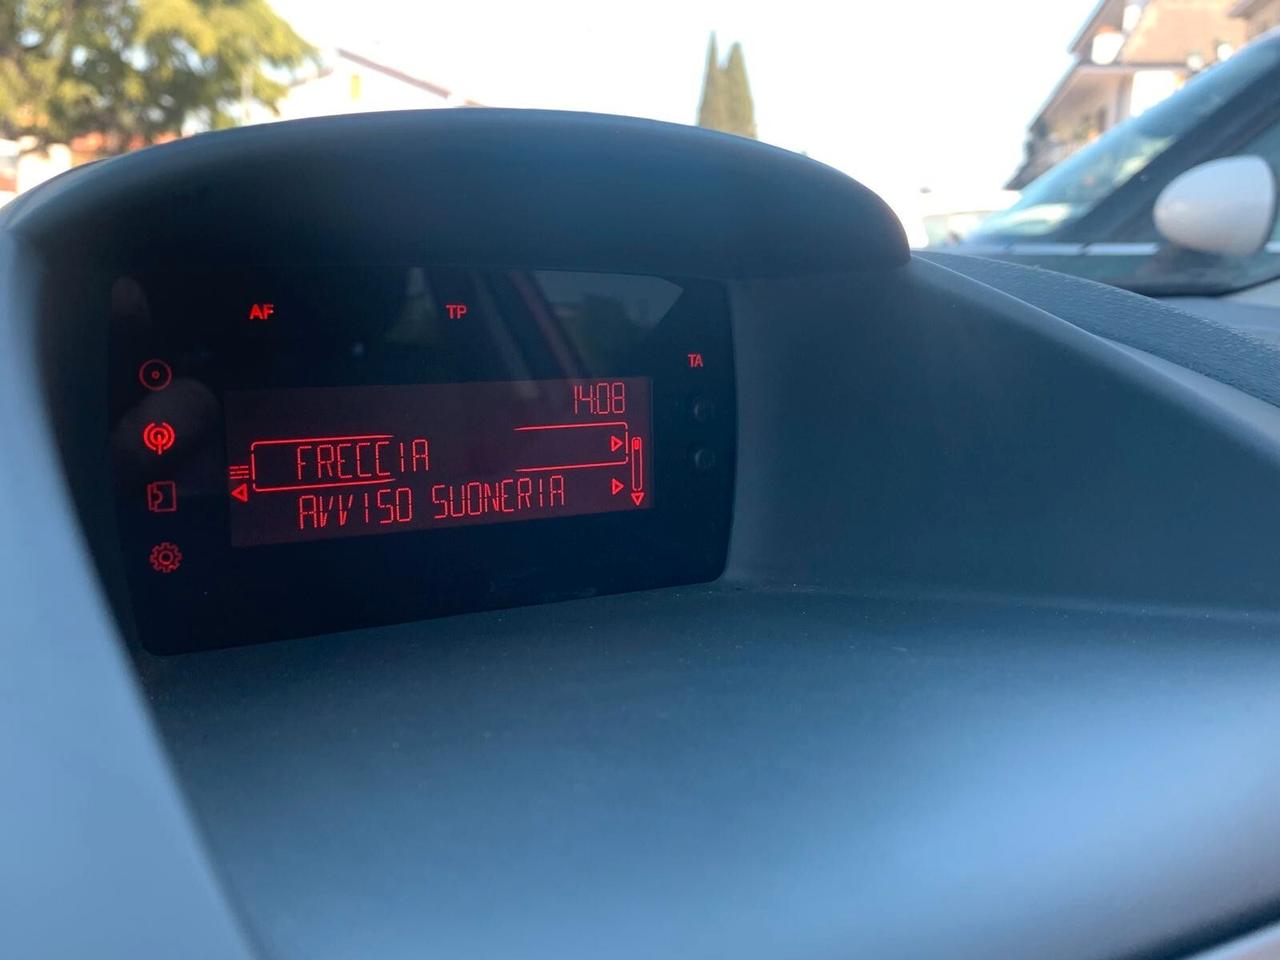 AF TP
TA
14:08
FRECCIA
AVVISO SUONERIA